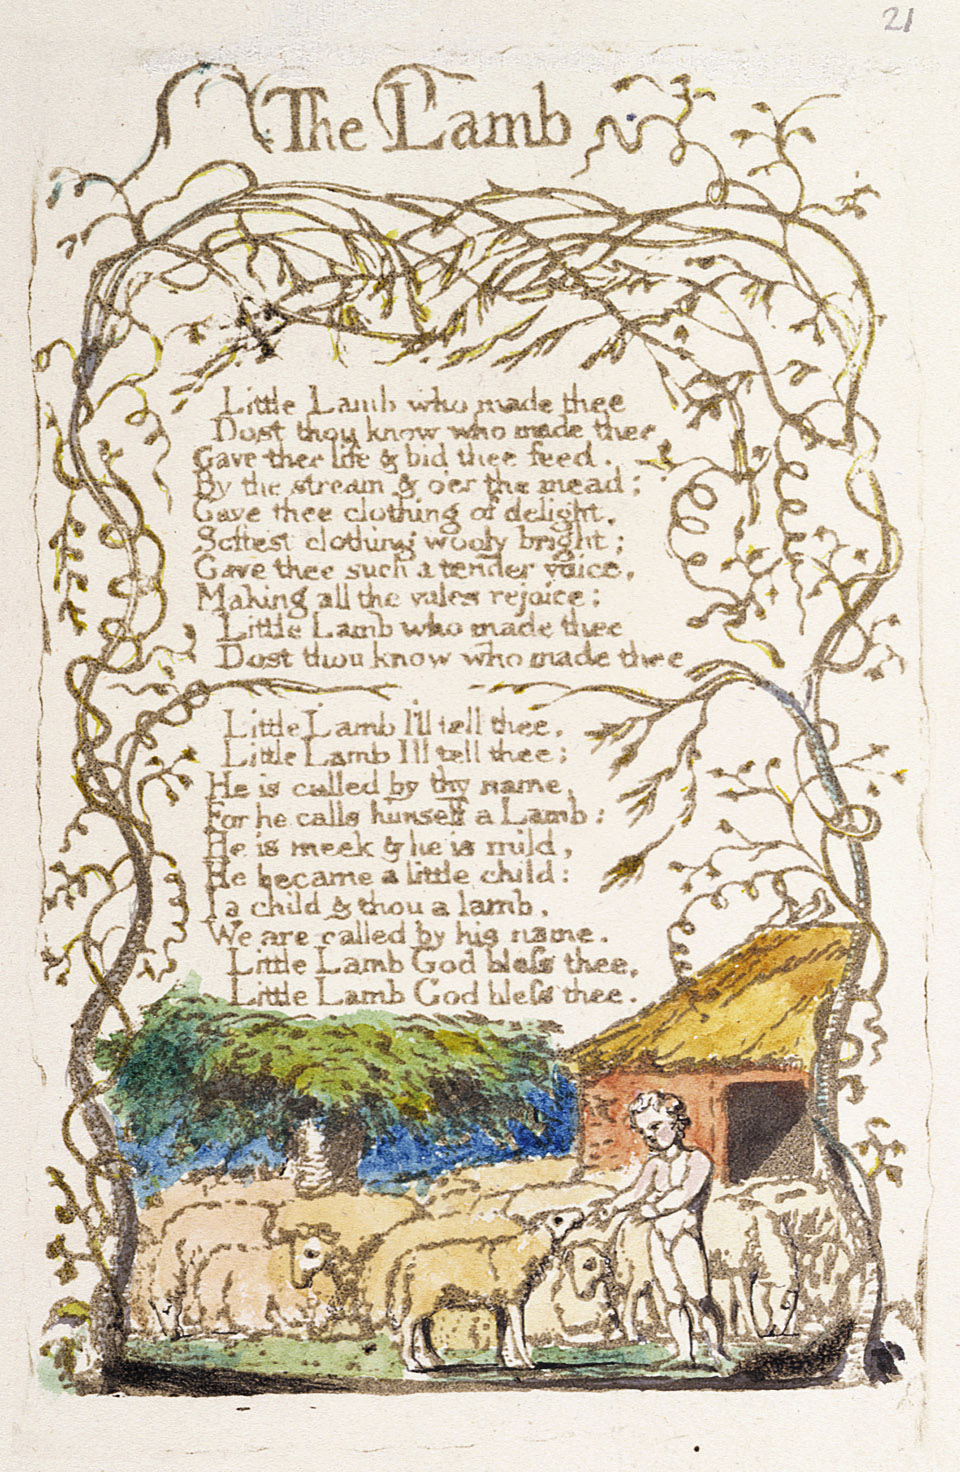 21
The Lamb
Little Lamb who made thee
Dost thou know who made thee
Gave thee life & bid thee feed.
By the stream & oer the mead;
Gave thee clothing of delight,
Softest clothing wooly bright;
Gave thee such a tender voice,
Making all the vales rejoice:
Little Lamb who made thee
Dost thou know who made thee
Little Lamb I'll tell thee,
Little Lamb I'll tell thee;
He is called by thy name,
For he calls himself a Lamb:
He is meek & he is mild,
He became a little child:
I a child & thou a lamb,
We are called by his name.
Little Lamb God bless thee,
Little Lamb God bless thee.